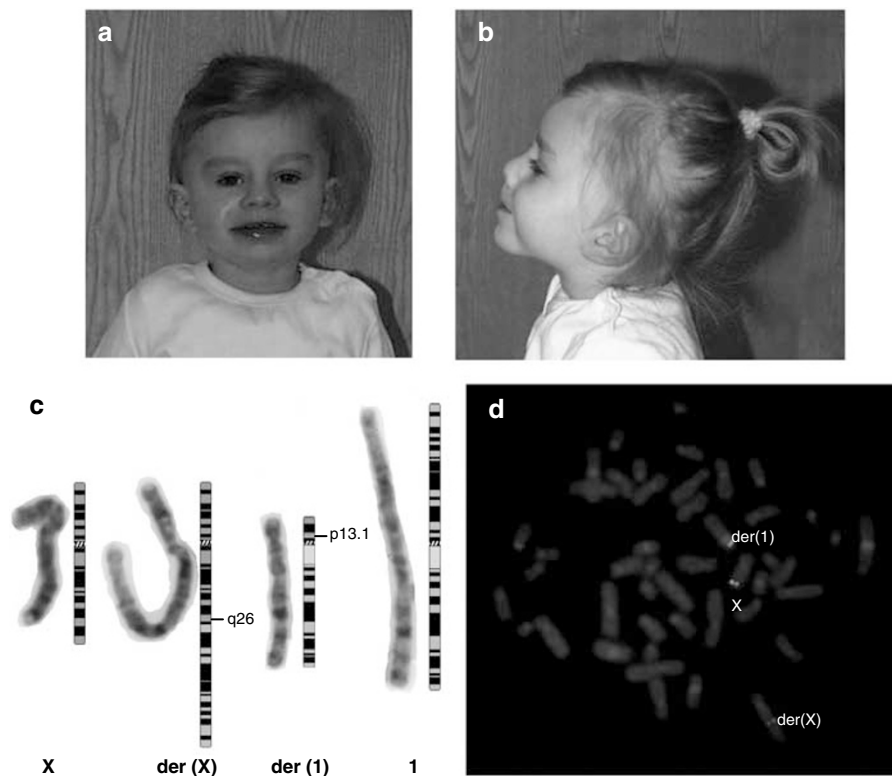 a
b
c
p13.1
q26
X
der (X)
der (1)
1
d
der(1)
X
der(X)